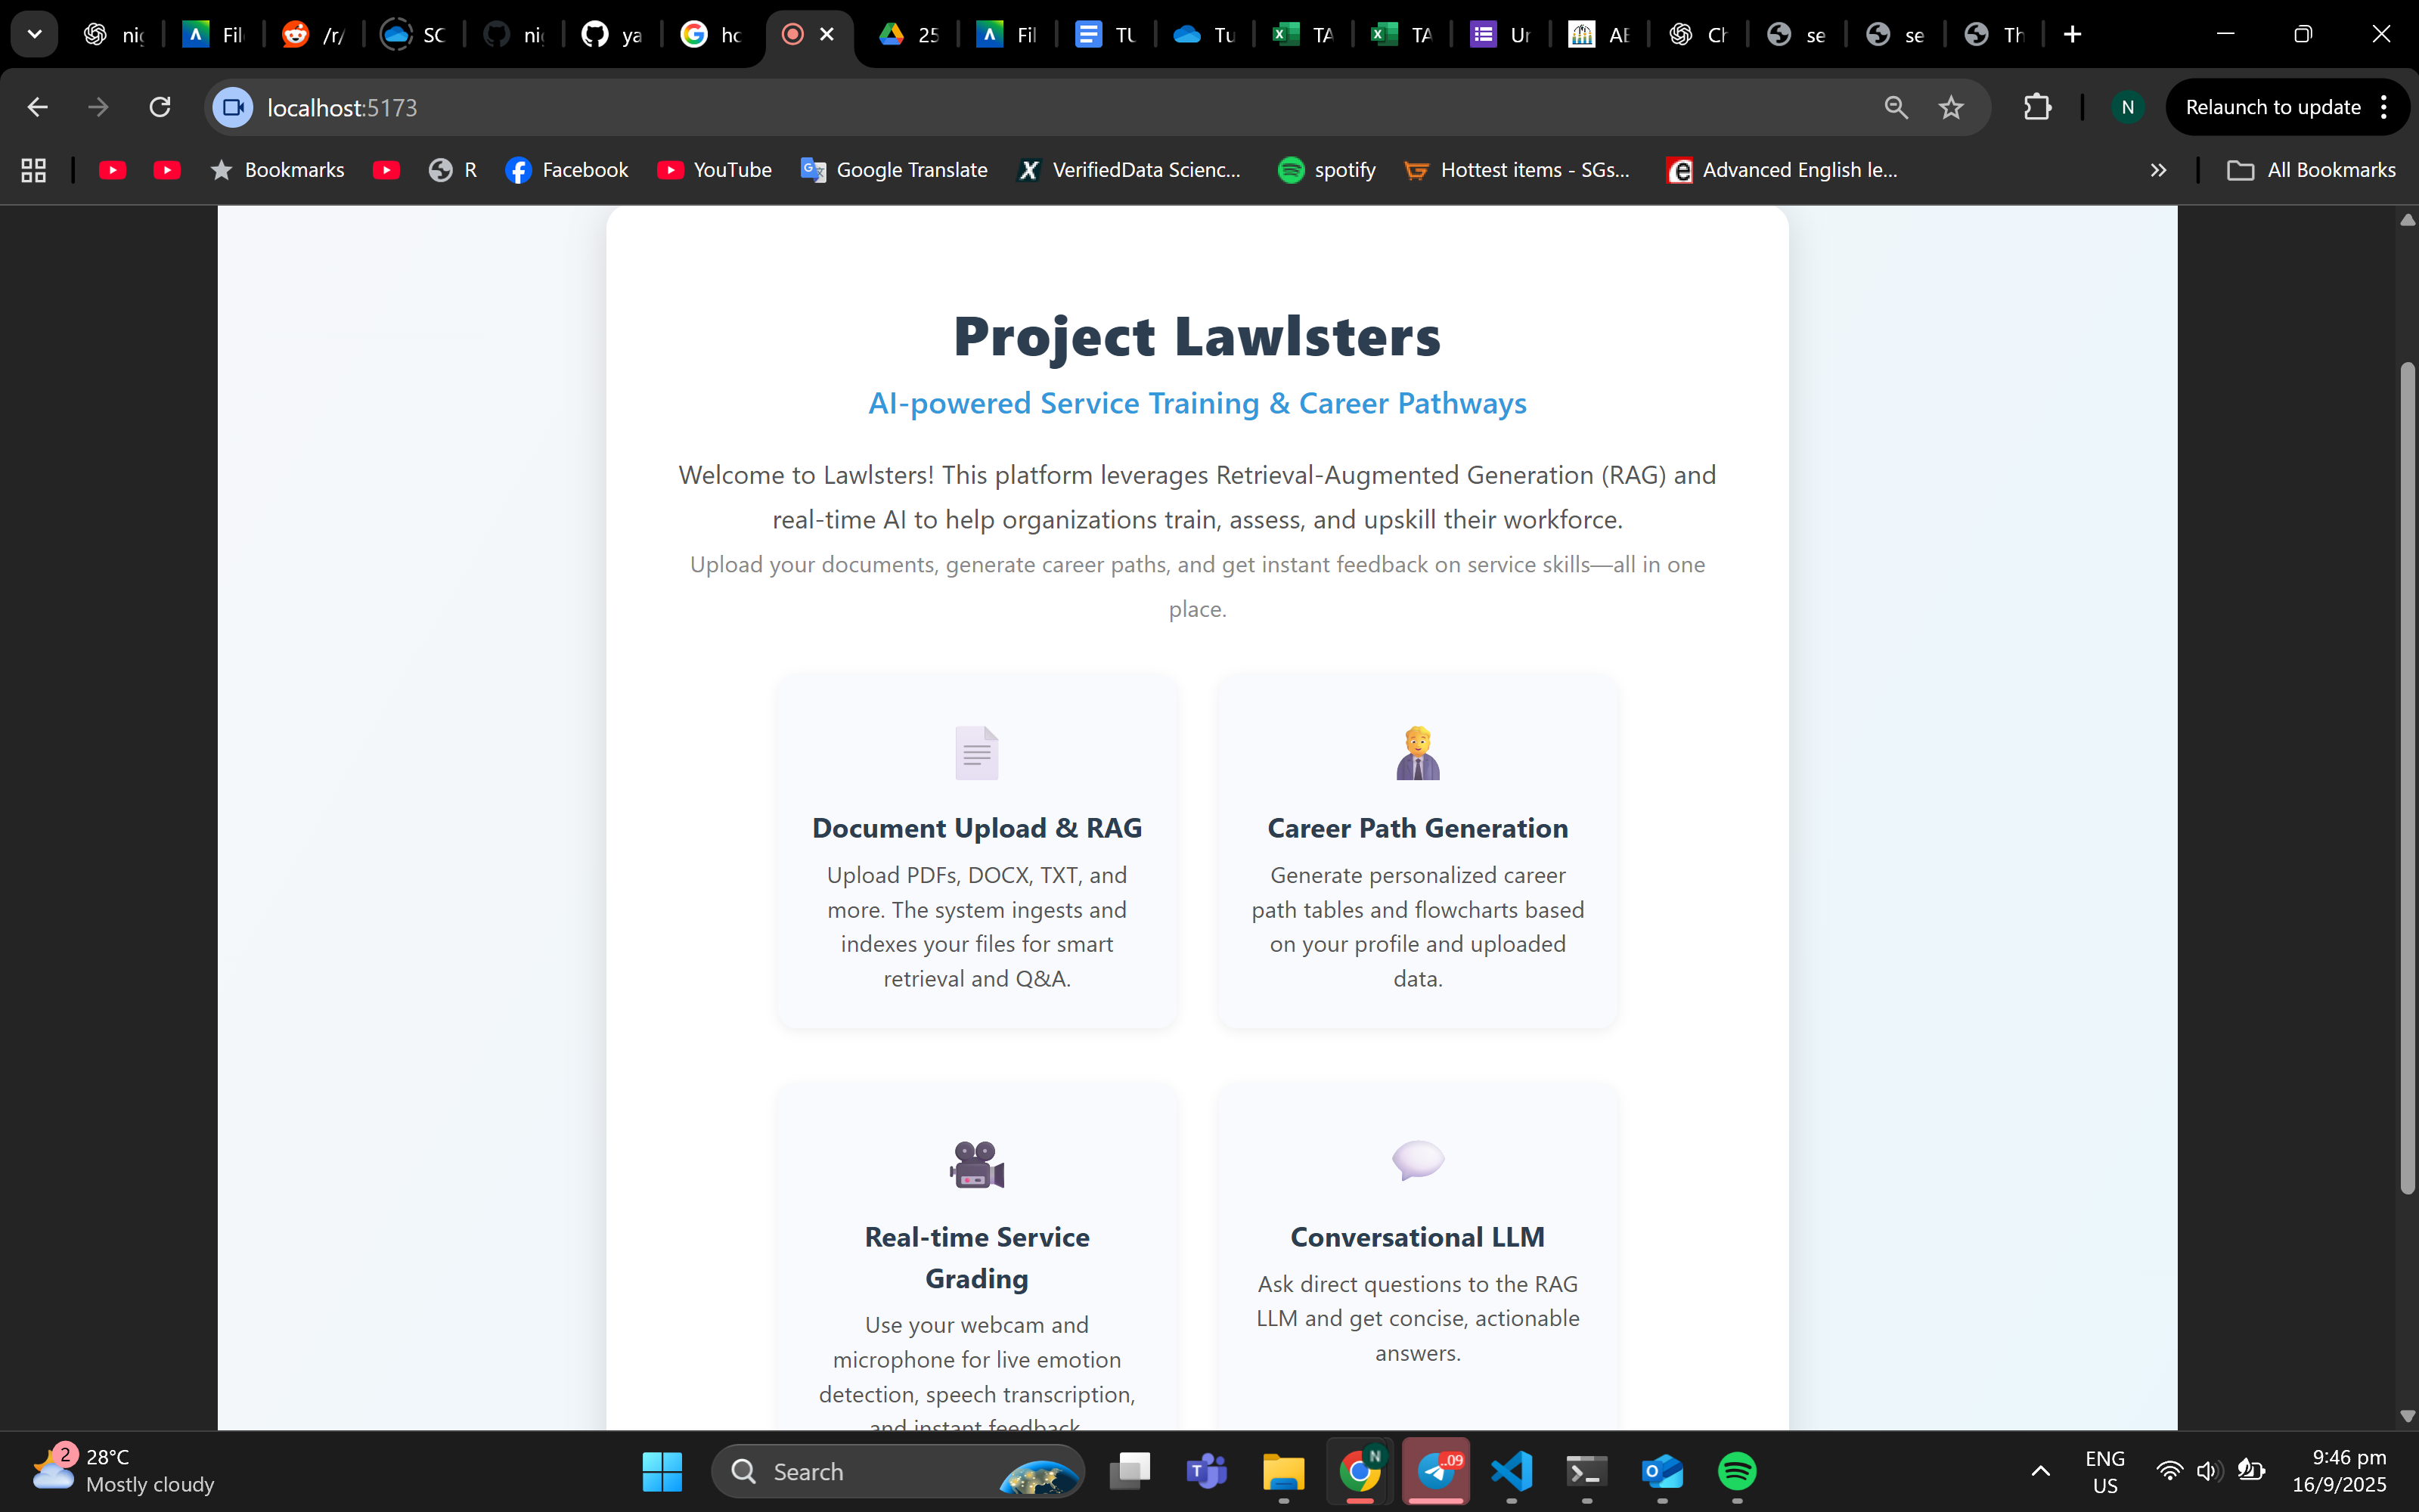 nig
Fil
/r/
SC
nig
ya
ho
25
Fil
TU
Tu
TA
TA
Ur
AE
Ch
se
se
Th
localhost:5173
N
Relaunch to update
Bookmarks
R
Facebook
YouTube
Google Translate
VerifiedData Scienc...
spotify
Hottest items - SGs...
Advanced English le...
All Bookmarks
Project Lawlsters
AI-powered Service Training & Career Pathways
Welcome to Lawlsters! This platform leverages Retrieval-Augmented Generation (RAG) and
real-time AI to help organizations train, assess, and upskill their workforce.
Upload your documents, generate career paths, and get instant feedback on service skills—all in one
place.
Document Upload & RAG
Upload PDFs, DOCX, TXT, and
more. The system ingests and
indexes your files for smart
retrieval and Q&A.
Career Path Generation
Generate personalized career
path tables and flowcharts based
on your profile and uploaded
data.
Real-time Service
Grading
Use your webcam and
microphone for live emotion
detection, speech transcription,
and instant feedback
Conversational LLM
Ask direct questions to the RAG
LLM and get concise, actionable
answers.
2
28°C
Mostly cloudy
Search
N
..09
ENG
US
9:46 pm
16/9/2025